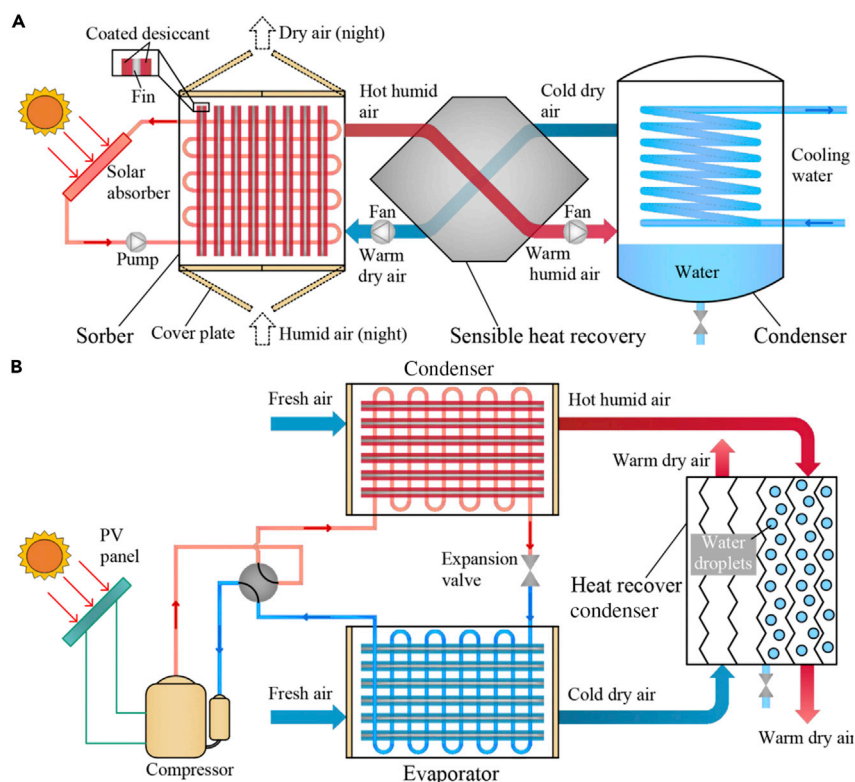 A
Coated desiccant
Fin
Dry air (night)
Hot humid
air
Cold dry
air
Solar
absorber
Cooling
water
Fan
Fan
Pump
Warm
dry air
Warm
humid air
Water
Sorber
Cover plate
Humid air (night)
Sensible heat recovery
Condenser
B
Condenser
Fresh air
Hot humid air
Warm dry air
PV
panel
Expansion
valve
Water
droplets
Heat recover
condenser
Fresh air
Cold dry air
Compressor
Evaporator
Warm dry air